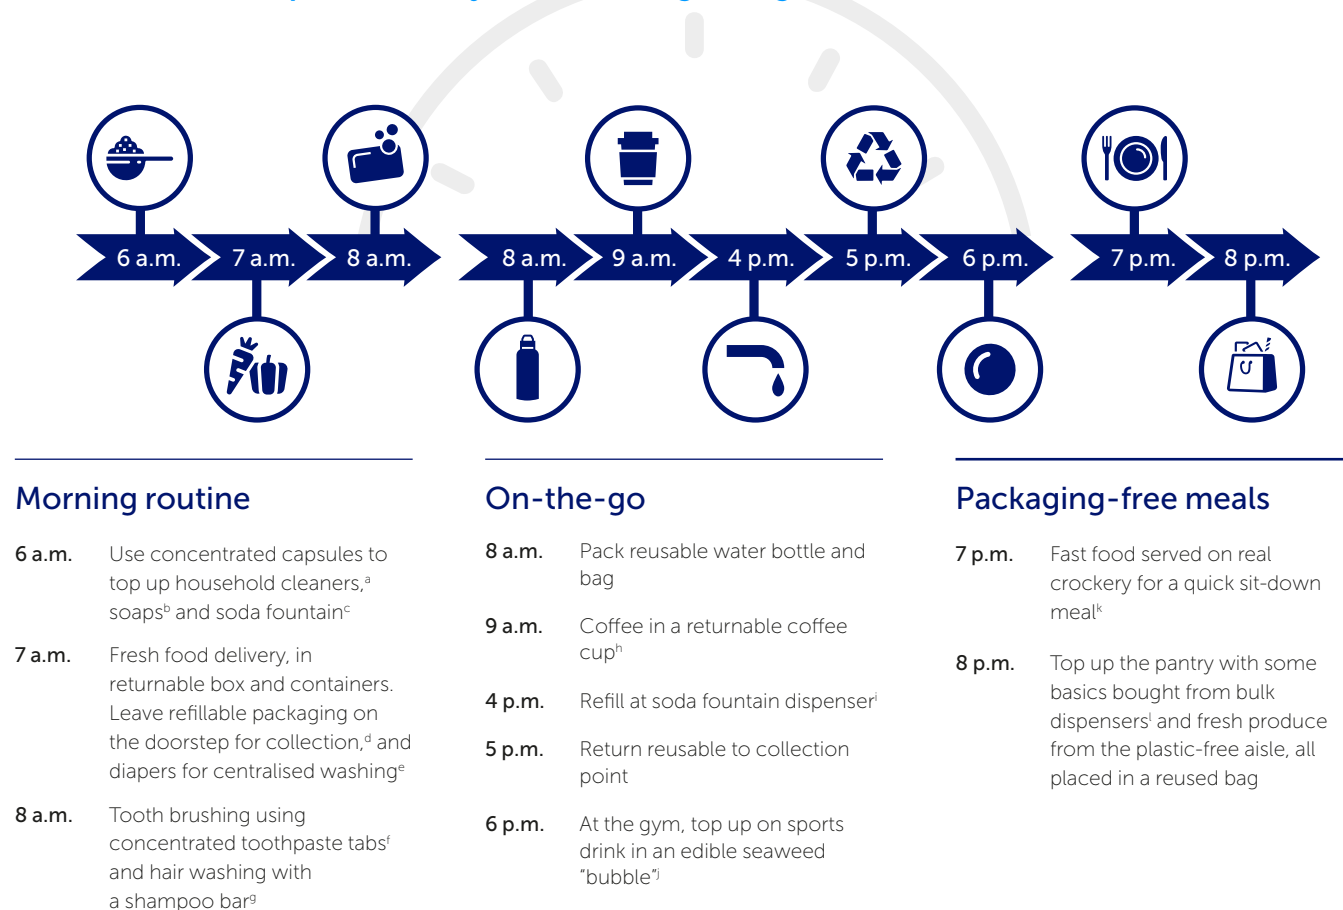 6 a.m.
7 a.m.
8 a.m.
8 a.m.
9 a.m.
4 p.m.
5 p.m.
6 p.m.
7 p.m.
8 p.m.
Morning routine
6 a.m. Use concentrated capsules to
top up household cleaners,ᵃ
soapsᵇ and soda fountainᶜ
7 a.m. Fresh food delivery, in
returnable box and containers.
Leave refillable packaging on
the doorstep for collection,ᵈ and
diapers for centralised washingᵉ
8 a.m. Tooth brushing using
concentrated toothpaste tabsᶠ
and hair washing with
a shampoo barᵍ
On-the-go
8 a.m. Pack reusable water bottle and
bag
9 a.m. Coffee in a returnable coffee
cupʰ
4 p.m. Refill at soda fountain dispenserⁱ
5 p.m. Return reusable to collection
point
6 p.m. At the gym, top up on sports
drink in an edible seaweed
“bubble”ʲ
Packaging-free meals
7 p.m. Fast food served on real
crockery for a quick sit-down
mealᵏ
8 p.m. Top up the pantry with some
basics bought from bulk
dispensersˡ and fresh produce
from the plastic-free aisle, all
placed in a reused bag